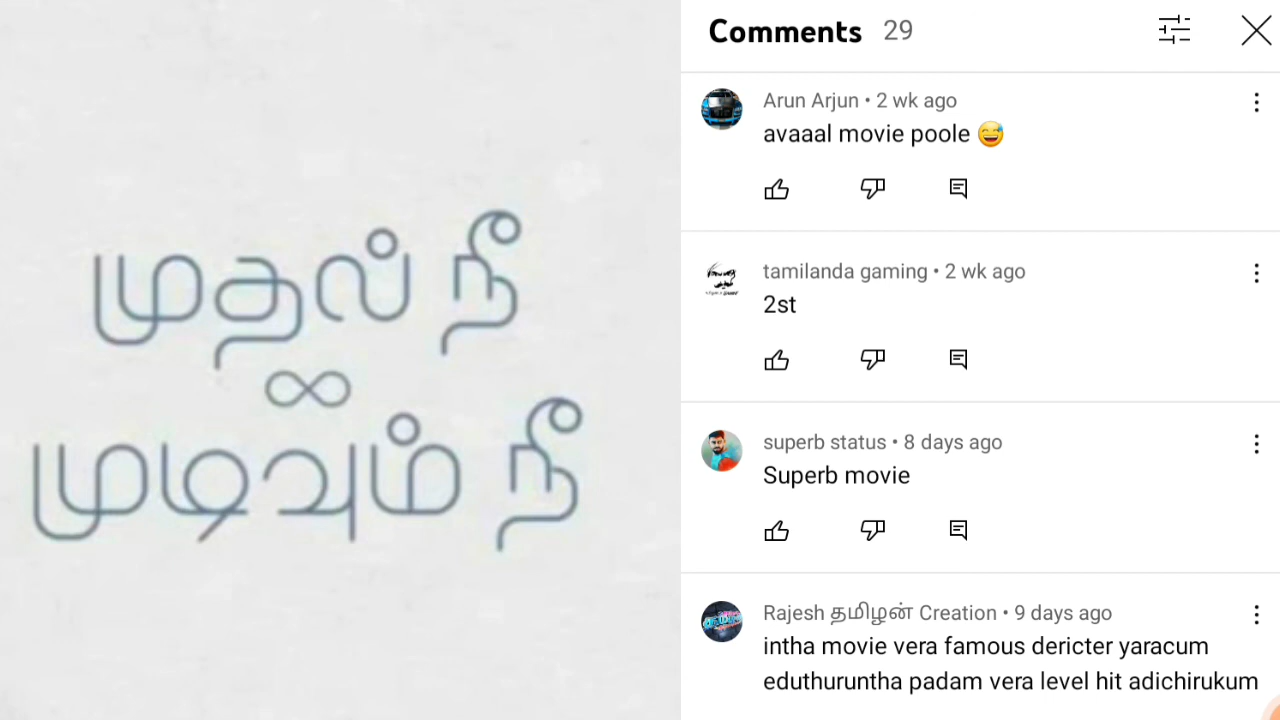 முதல் நீ
முடிவும் நீ
Comments 29
Arun Arjun • 2 wk ago
avaaal movie poole 😅
tamilanda gaming • 2 wk ago
2st
superb status • 8 days ago
Superb movie
Rajesh தமிழன் Creation • 9 days ago
intha movie vera famous dericter yaracum
eduthuruntha padam vera level hit adichirukum